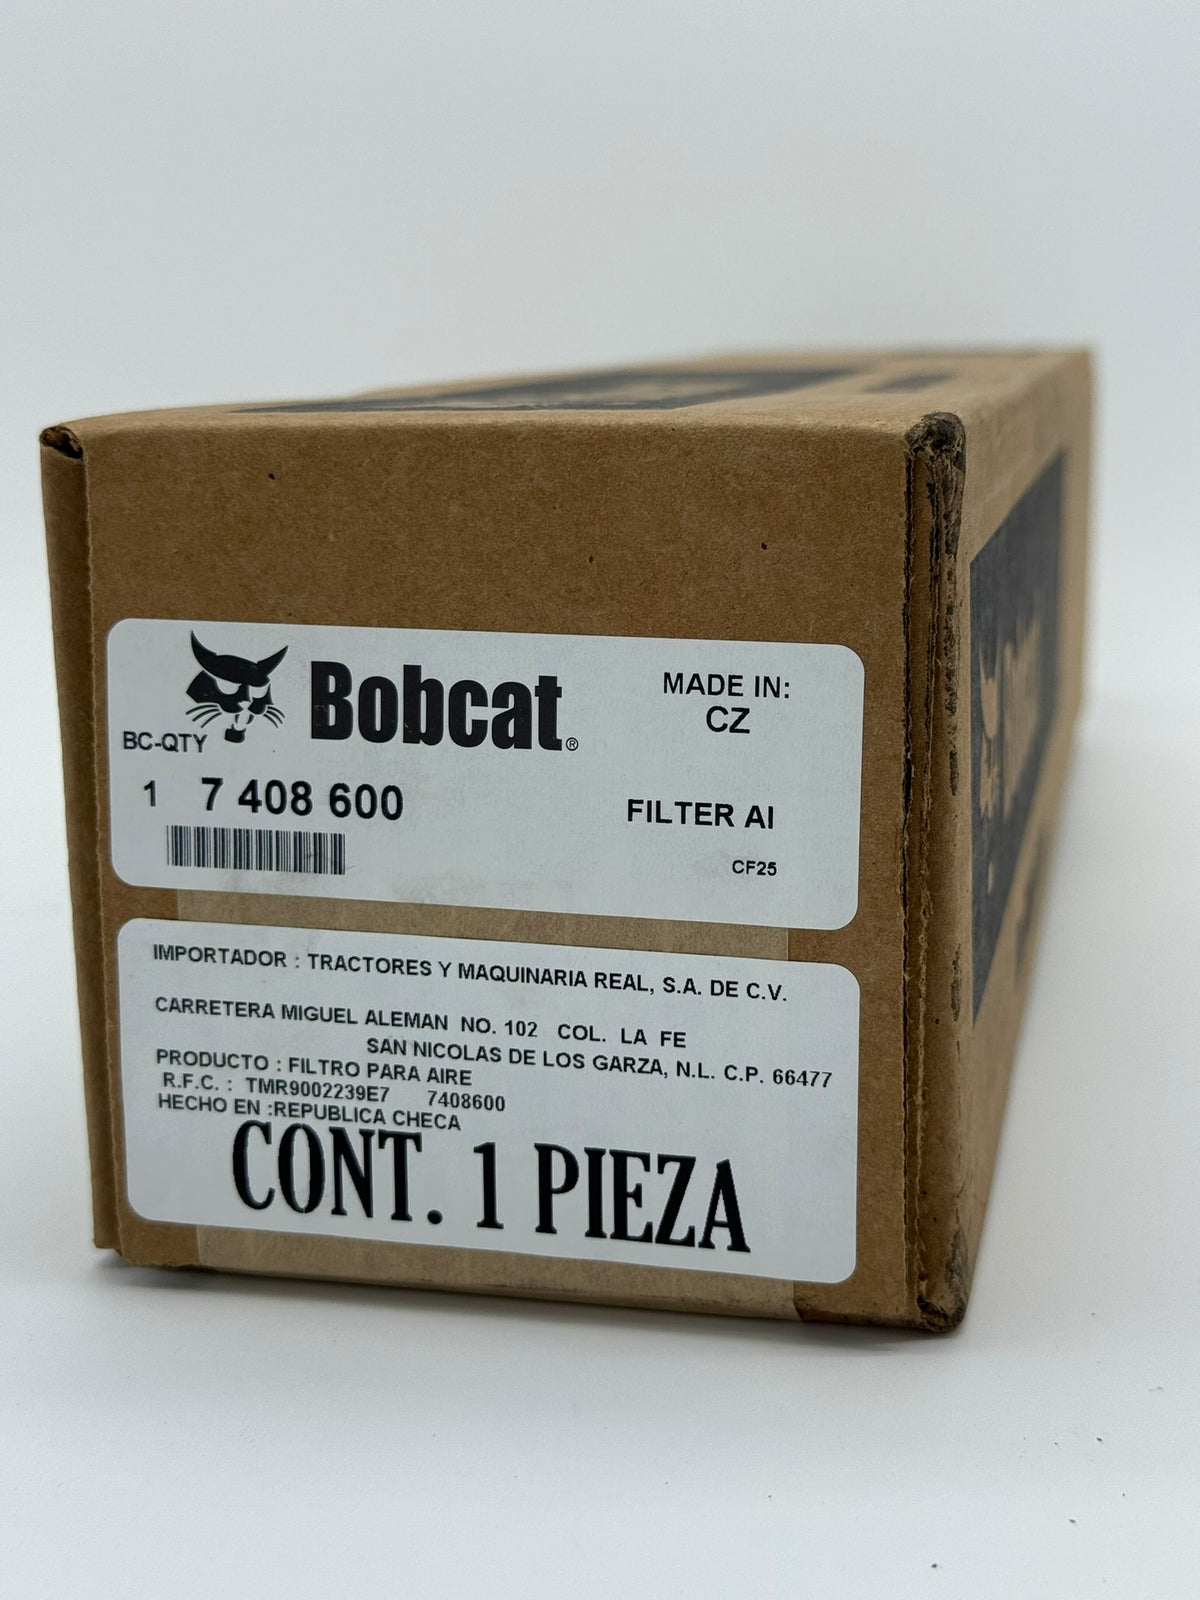 Bobcat®
MADE IN:
CZ
BC-QTY
1 7 408 600
FILTER AI
CF25
IMPORTADOR : TRACTORES Y MAQUINARIA REAL, S.A. DE C.V.
CARRETERA MIGUEL ALEMAN NO. 102 COL. LA FE
SAN NICOLAS DE LOS GARZA, N.L. C.P. 66477
PRODUCTO : FILTRO PARA AIRE
R.F.C. : TMR9002239E7 7408600
HECHO EN :REPUBLICA CHECA
CONT. 1 PIEZA